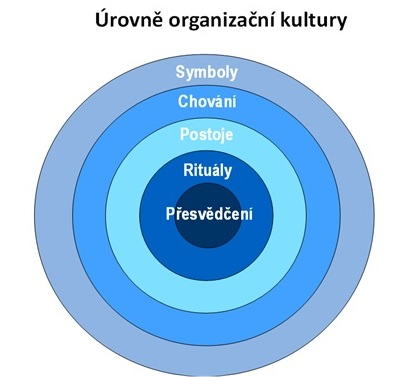 Úrovně organizační kultury
Symboly
Chování
Postoje
Rituály
Přesvědčení